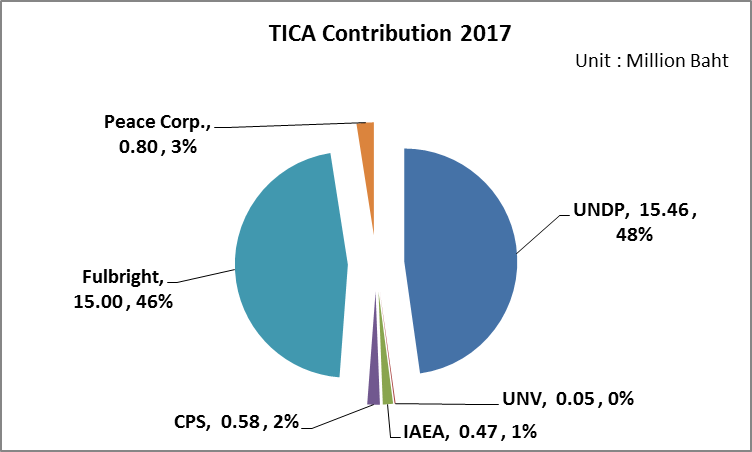 TICA Contribution 2017
Unit : Million Baht
Peace Corp.,
0.80 , 3%
UNDP,  15.46 ,
48%
Fulbright,
15.00 , 46%
UNV,  0.05 , 0%
CPS,  0.58 , 2%
IAEA,  0.47 , 1%